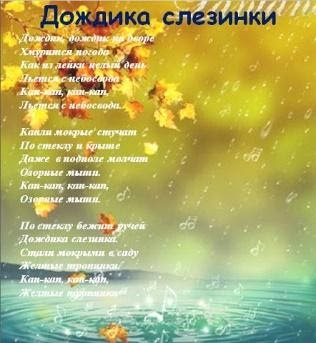 Дождика слезинки
Дождик, дождик на дворе
Хмурится погода
Как из лейки целый день
Льется с небосвода
Кап-кап, кап-кап,
Льется с небосвода.
Капли мокрые стучат
По стеклу и крыше
Даже в подполе молчат
Озорные мыши.
Кап-кап, кап-кап,
Озорные мыши.
По стеклу бежит ручей
Дождика слезинка.
Стали мокрыми в саду
Желтые тропинки.
Кап-кап, кап-кап,
Желтые тропинки